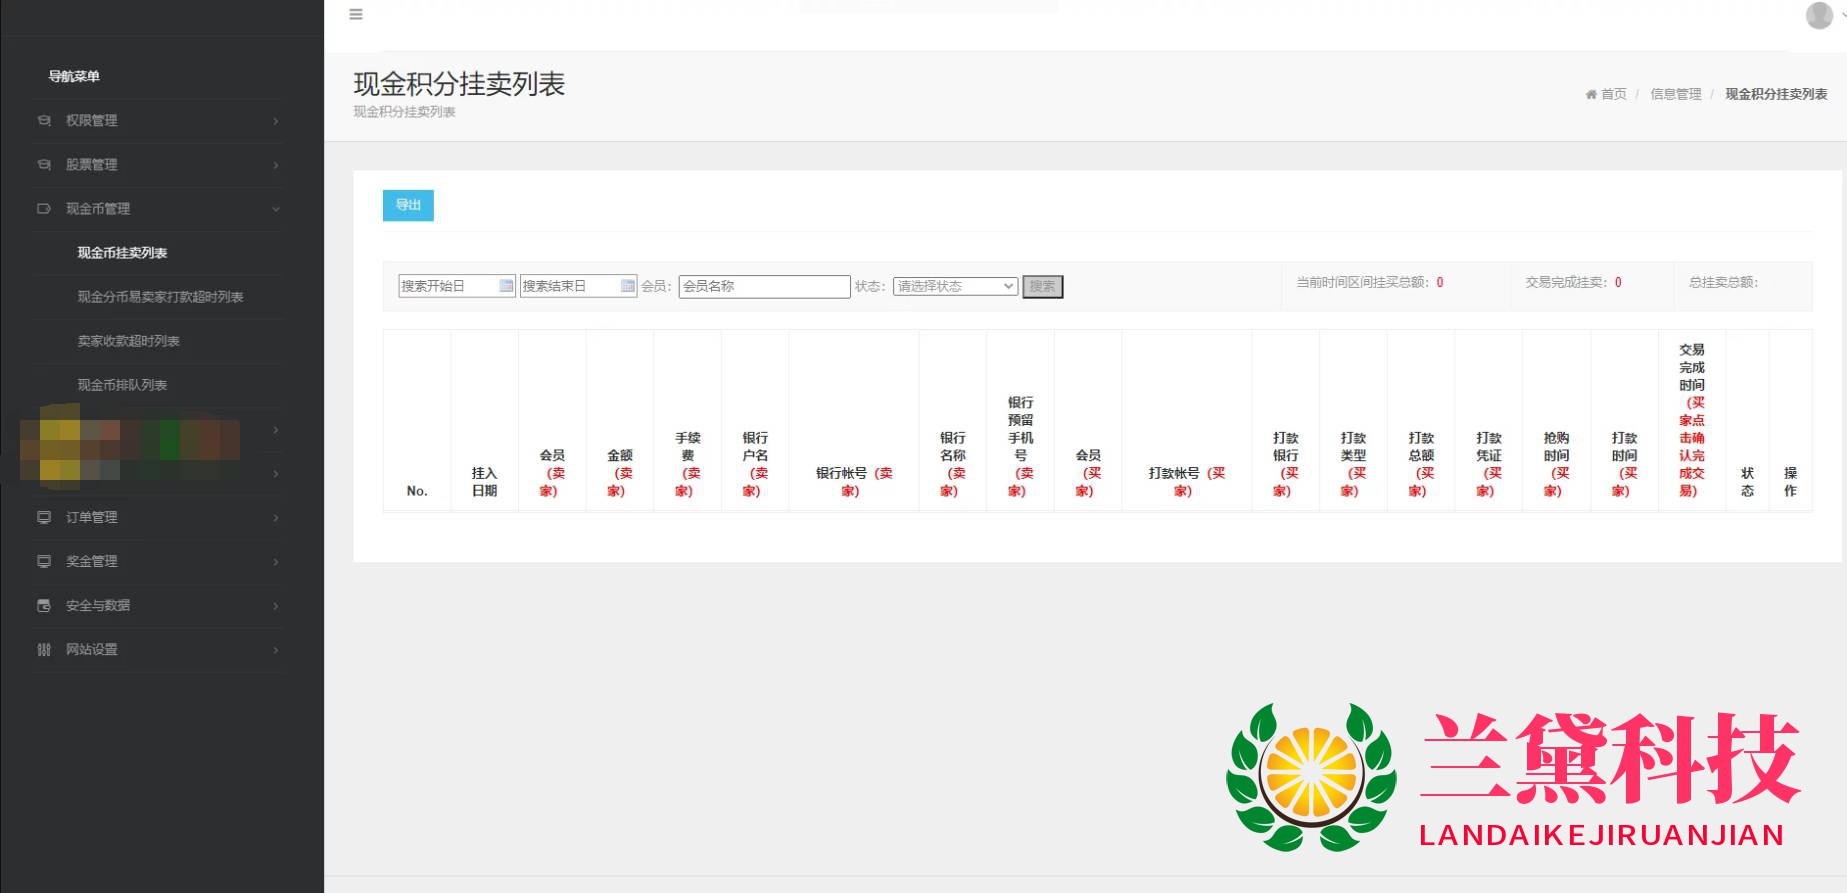 导航菜单
权限管理
股票管理
现金币管理
现金币挂卖列表
现金分币易卖家打款超时列表
卖家收款超时列表
现金币排队列表
订单管理
奖金管理
安全与数据
网站设置
现金积分挂卖列表
现金积分挂卖列表
首页 / 信息管理 / 现金积分挂卖列表
导出
搜索开始日 搜索结束日 会员： 会员名称 状态： 请选择状态 搜索 当前时间区间挂买总额：0 交易完成挂卖：0 总挂卖总额：
No.
挂入
日期
会员
（卖
家）
金额
（卖
家）
手续
费
（卖
家）
银行
户名
（卖
家）
银行帐号（卖
家）
银行
名称
（卖
家）
银行
预留
手机
号
（卖
家）
会员
（买
家）
打款帐号（买
家）
打款
银行
（买
家）
打款
类型
（买
家）
打款
总额
（买
家）
打款
凭证
（买
家）
抢购
时间
（买
家）
打款
时间
（买
家）
交易
完成
时间
（买
家点
击确
认完
成交
易）
状
态
操
作
兰黛科技
LANDAIKEJIRUANJIAN